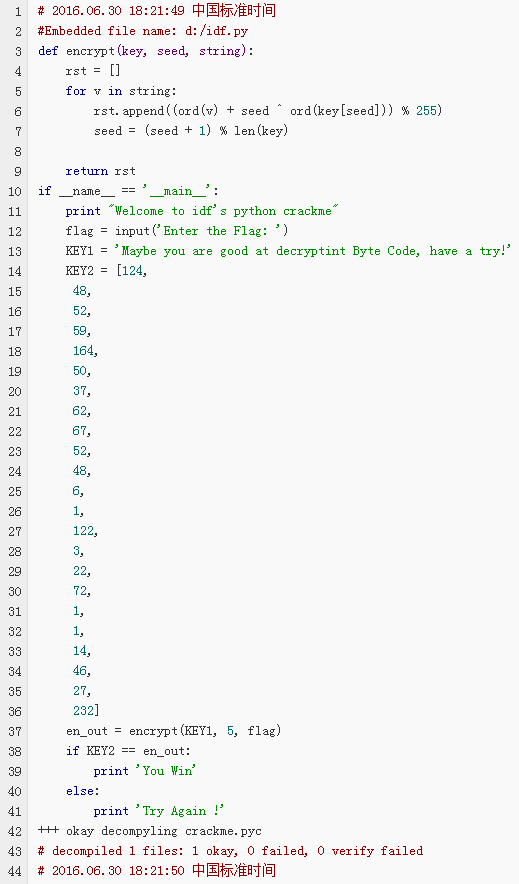 1 # 2016.06.30 18:21:49 中国标准时间
2 #Embedded file name: d:/idf.py
3 def encrypt(key, seed, string):
4     rst = []
5     for v in string:
6         rst.append((ord(v) + seed ^ ord(key[seed])) % 255)
7         seed = (seed + 1) % len(key)
8
9     return rst
10 if __name__ == '__main__':
11     print "Welcome to idf's python crackme"
12     flag = input('Enter the Flag: ')
13     KEY1 = 'Maybe you are good at decryptint Byte Code, have a try!'
14     KEY2 = [124,
15      48,
16      52,
17      59,
18      164,
19      50,
20      37,
21      62,
22      67,
23      52,
24      48,
25      6,
26      1,
27      122,
28      3,
29      22,
30      72,
31      1,
32      1,
33      14,
34      46,
35      27,
36      232]
37     en_out = encrypt(KEY1, 5, flag)
38     if KEY2 == en_out:
39         print 'You Win'
40     else:
41         print 'Try Again !'
42 +++ okay decompyling crackme.pyc
43 # decompiled 1 files: 1 okay, 0 failed, 0 verify failed
44 # 2016.06.30 18:21:50 中国标准时间